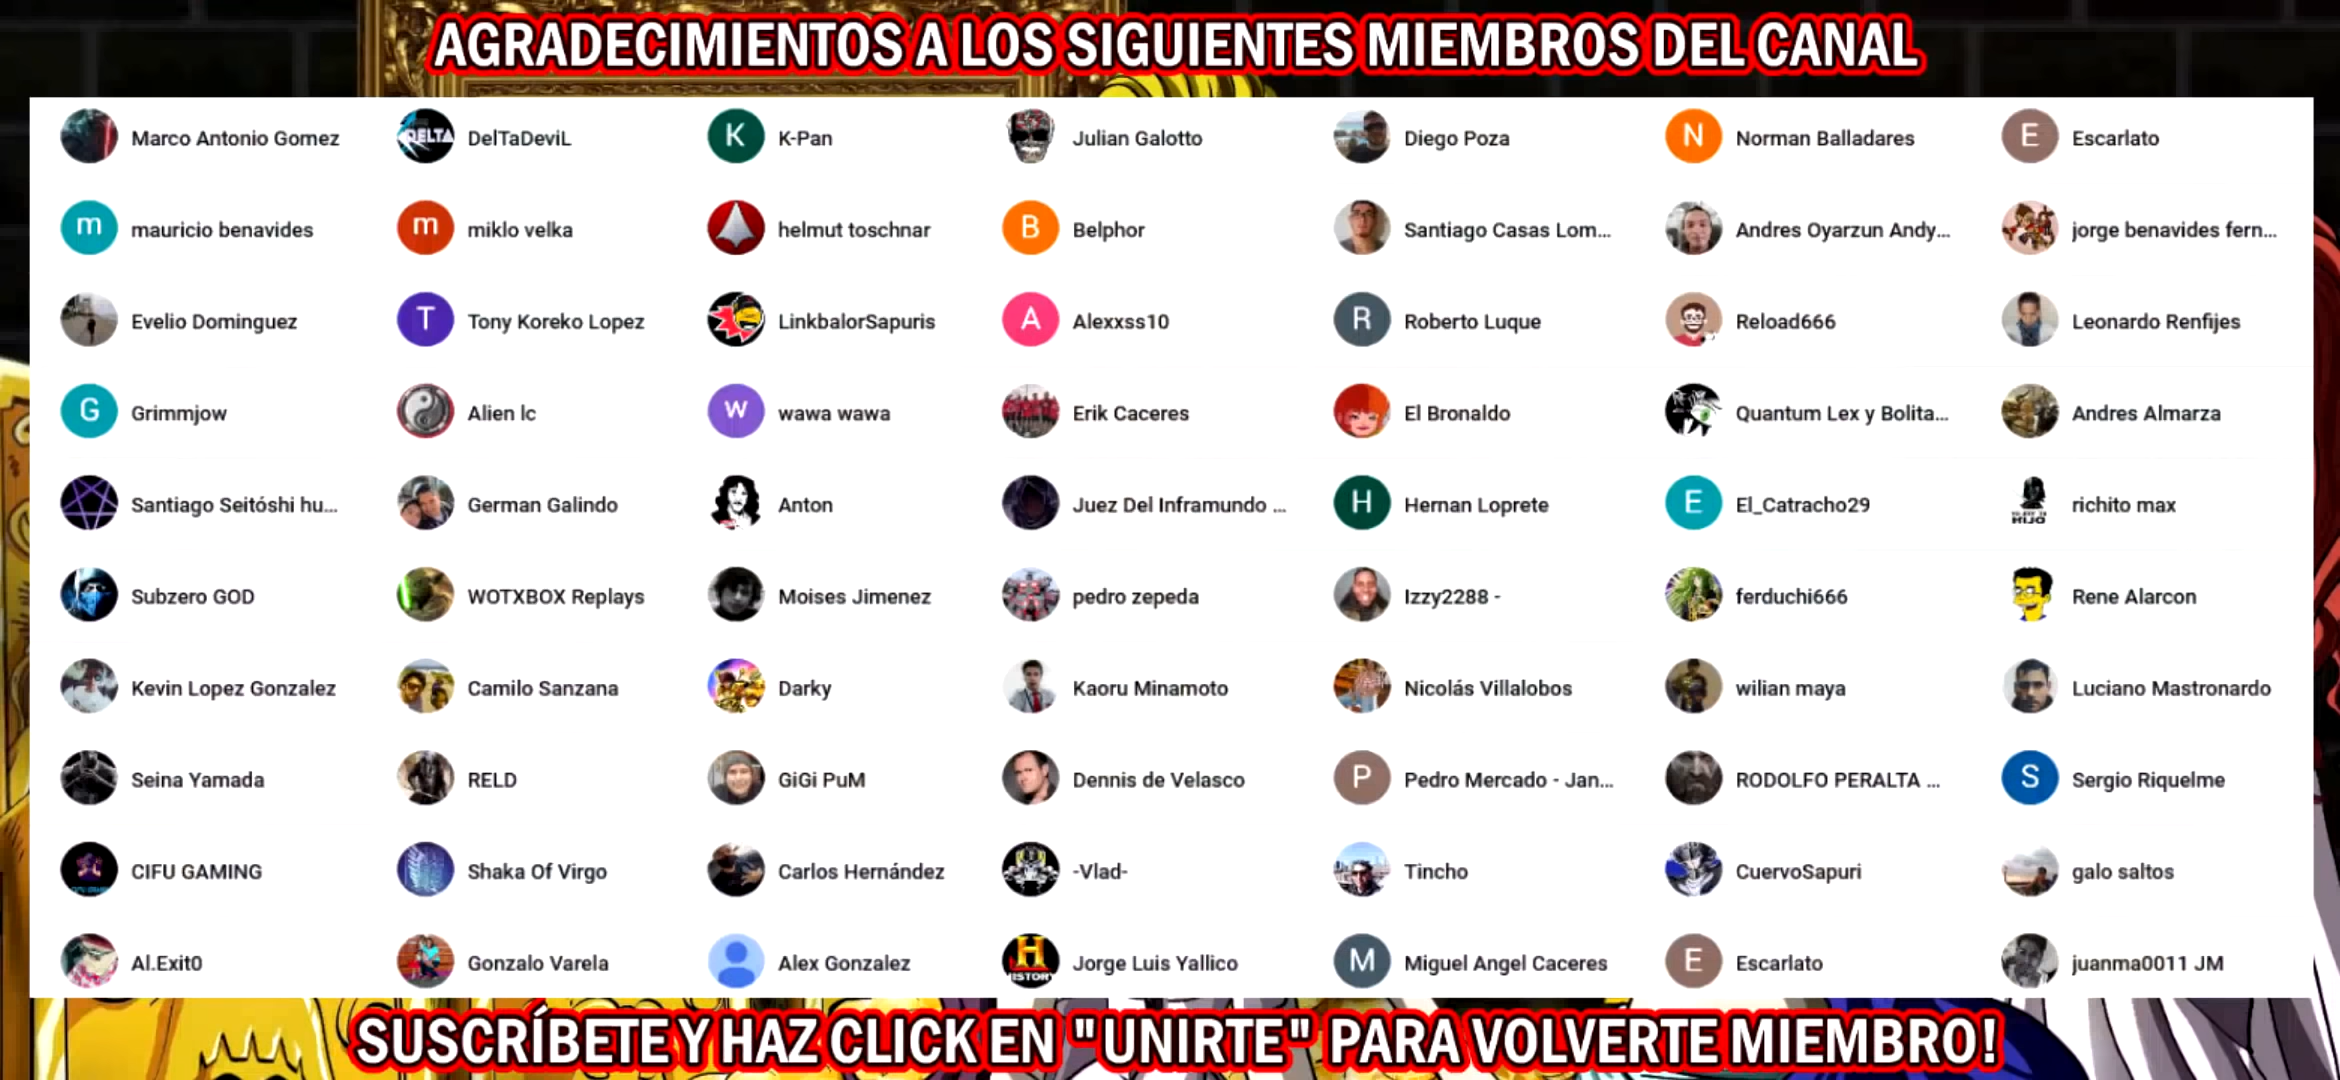 AGRADECIMIENTOS A LOS SIGUIENTES MIEMBROS DEL CANAL
Marco Antonio Gomez DELTA DelTaDeviL K K-Pan Julian Galotto Diego Poza N Norman Balladares E Escarlato
m mauricio benavides m miklo velka helmut toschnar B Belphor Santiago Casas Lom... Andres Oyarzun Andy... jorge benavides fern...
Evelio Dominguez T Tony Koreko Lopez LinkbalorSapuris A Alexxss10 R Roberto Luque Reload666 Leonardo Renfijes
G Grimmjow Alien lc w wawa wawa Erik Caceres El Bronaldo Quantum Lex y Bolita... Andres Almarza
Santiago Seitóshi hu... German Galindo Anton Juez Del Inframundo ... H Hernan Loprete E El_Catracho29 HIJO richito max
Subzero GOD WOTXBOX Replays Moises Jimenez pedro zepeda Izzy2288 - ferduchi666 Rene Alarcon
Kevin Lopez Gonzalez Camilo Sanzana Darky Kaoru Minamoto Nicolás Villalobos wilian maya Luciano Mastronardo
Seina Yamada RELD GiGi PuM Dennis de Velasco P Pedro Mercado - Jan... RODOLFO PERALTA ... S Sergio Riquelme
CIFU GAMING Shaka Of Virgo Carlos Hernández -Vlad- Tincho CuervoSapuri galo saltos
Al.Exit0 Gonzalo Varela Alex Gonzalez H ISTOR Jorge Luis Yallico M Miguel Angel Caceres E Escarlato juanma0011 JM
SUSCRÍBETE Y HAZ CLICK EN "UNIRTE" PARA VOLVERTE MIEMBRO!